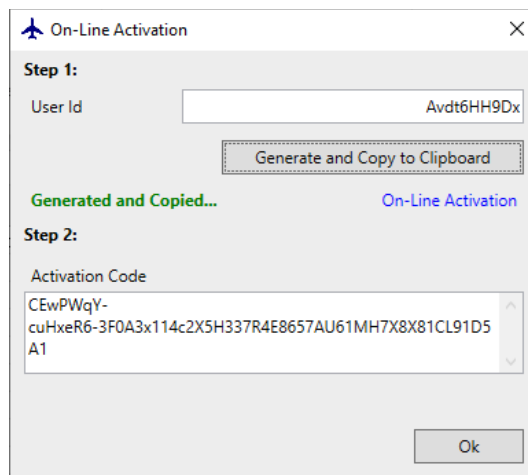 On-Line Activation
Step 1:
User Id
Avdt6HH9Dx
Generate and Copy to Clipboard
Generated and Copied...
On-Line Activation
Step 2:
Activation Code
CEwPWqY-
cuHxeR6-3F0A3x114c2X5H337R4E8657AU61MH7X8X81CL91D5
A1
Ok